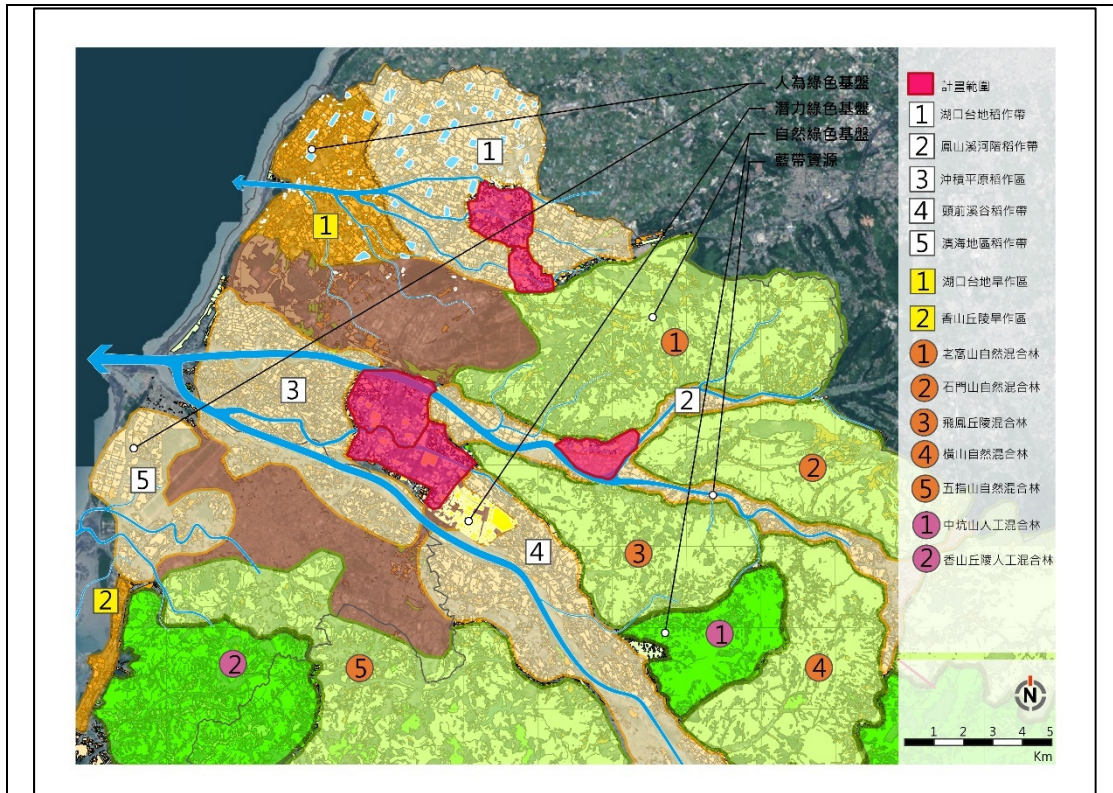 人為綠色基盤
潛力綠色基盤
自然綠色基盤
藍帶資源
計畫範圍
1 湖口台地稻作帶
2 鳳山溪河階稻作帶
3 沖積平原稻作區
4 頭前溪谷稻作帶
5 濱海地區稻作帶
1 湖口台地旱作區
2 香山丘陵旱作區
1 老窩山自然混合林
2 石門山自然混合林
3 飛鳳丘陵混合林
4 橫山自然混合林
5 五指山自然混合林
1 中坑山人工混合林
2 香山丘陵人工混合林
1
1
1
2
3
2
5
4
3
1
2
2
5
4
N
1 2 3 4 5
Km